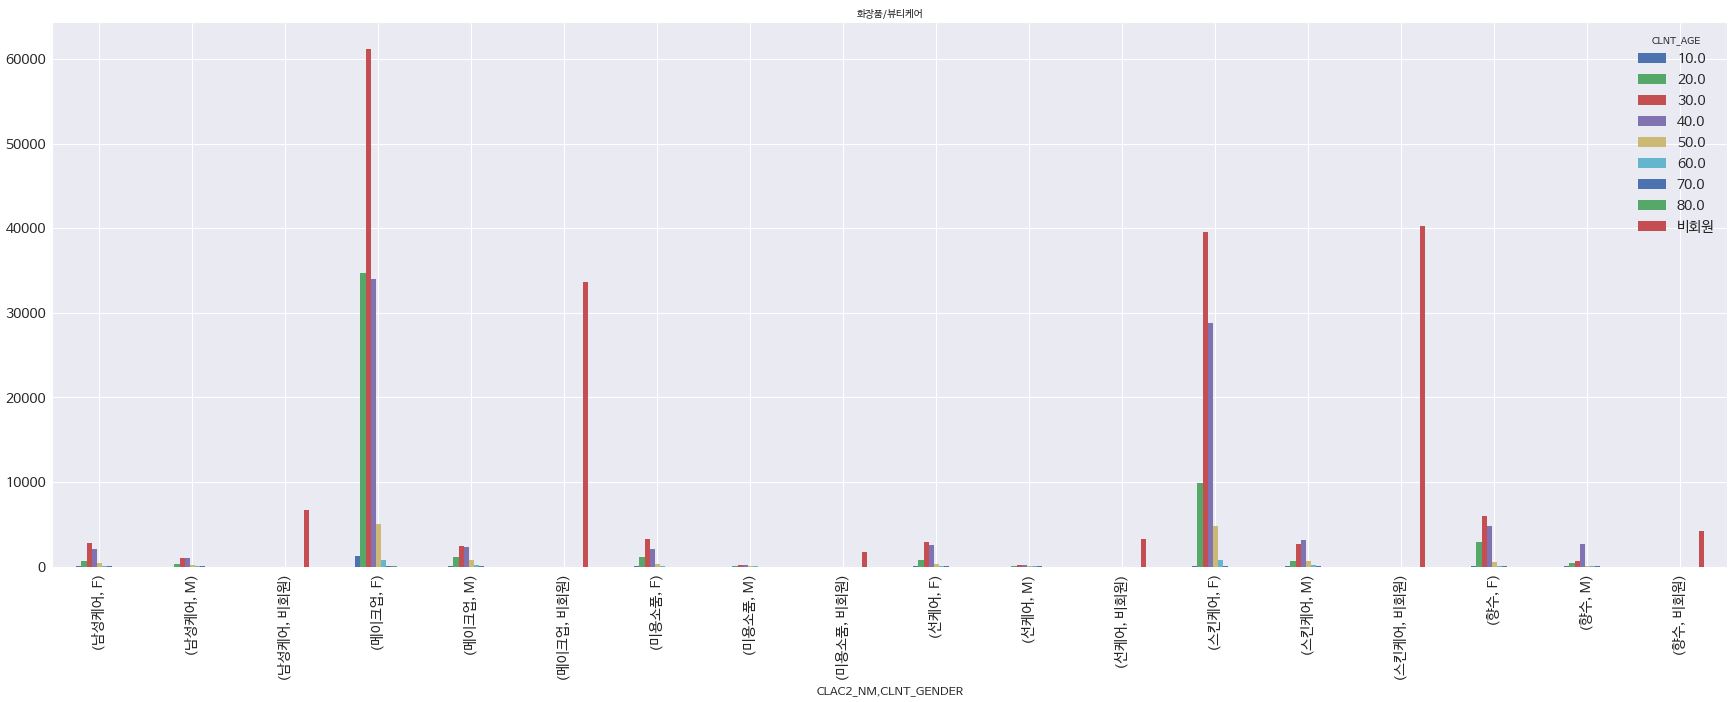 화장품/뷰티케어
60000
50000
40000
30000
20000
10000
0
CLNT_AGE
10.0
20.0
30.0
40.0
50.0
60.0
70.0
80.0
비회원
(남성케어, F)
(남성케어, M)
(남성케어, 비회원)
(메이크업, F)
(메이크업, M)
(메이크업, 비회원)
(미용소품, F)
(미용소품, M)
(미용소품, 비회원)
(선케어, F)
(선케어, M)
(선케어, 비회원)
(스킨케어, F)
(스킨케어, M)
(스킨케어, 비회원)
(향수, F)
(향수, M)
(향수, 비회원)
CLAC2_NM,CLNT_GENDER